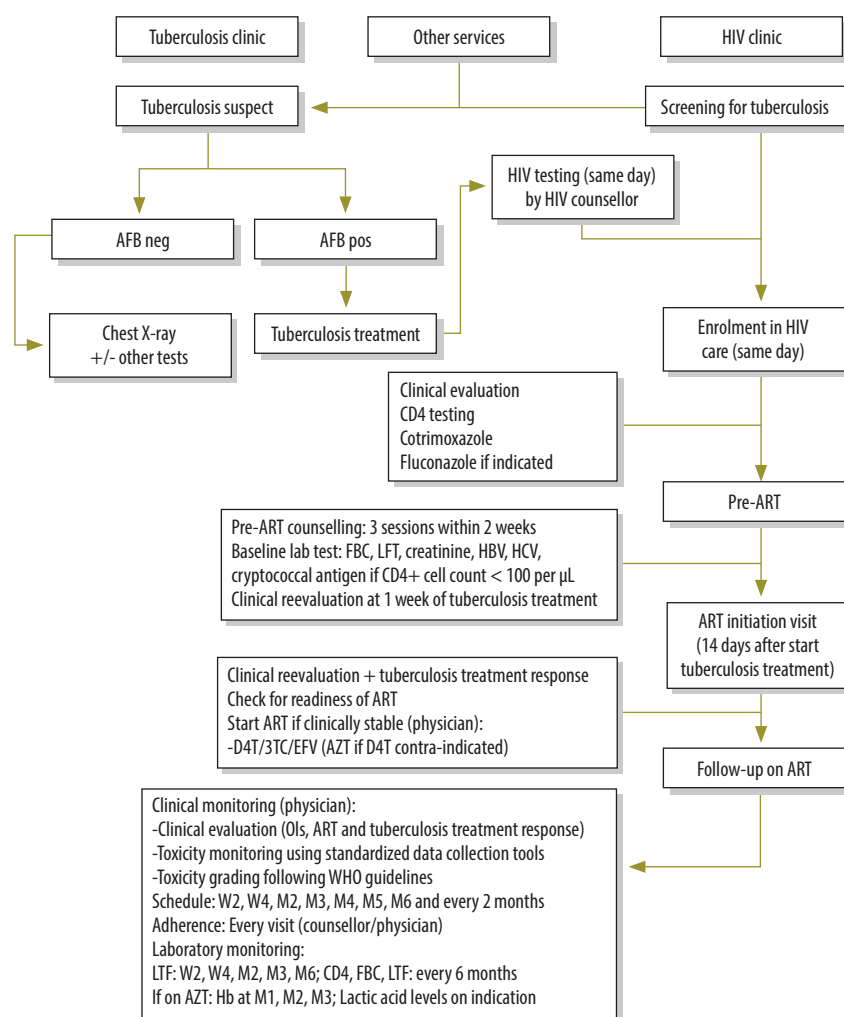 Tuberculosis clinic
Other services
HIV clinic
Tuberculosis suspect
Screening for tuberculosis
HIV testing (same day)
by HIV counsellor
AFB neg
AFB pos
Chest X-ray
+/- other tests
Tuberculosis treatment
Enrolment in HIV
care (same day)
Clinical evaluation
CD4 testing
Cotrimoxazole
Fluconazole if indicated
Pre-ART
Pre-ART counselling: 3 sessions within 2 weeks
Baseline lab test: FBC, LFT, creatinine, HBV, HCV,
cryptococcal antigen if CD4+ cell count < 100 per µL
Clinical reevaluation at 1 week of tuberculosis treatment
ART initiation visit
(14 days after start
tuberculosis treatment)
Clinical reevaluation + tuberculosis treatment response
Check for readiness of ART
Start ART if clinically stable (physician):
-D4T/3TC/EFV (AZT if D4T contra-indicated)
Follow-up on ART
Clinical monitoring (physician):
-Clinical evaluation (OIs, ART and tuberculosis treatment response)
-Toxicity monitoring using standardized data collection tools
-Toxicity grading following WHO guidelines
Schedule: W2, W4, M2, M3, M4, M5, M6 and every 2 months
Adherence: Every visit (counsellor/physician)
Laboratory monitoring:
LTF: W2, W4, M2, M3, M6; CD4, FBC, LTF: every 6 months
If on AZT: Hb at M1, M2, M3; Lactic acid levels on indication